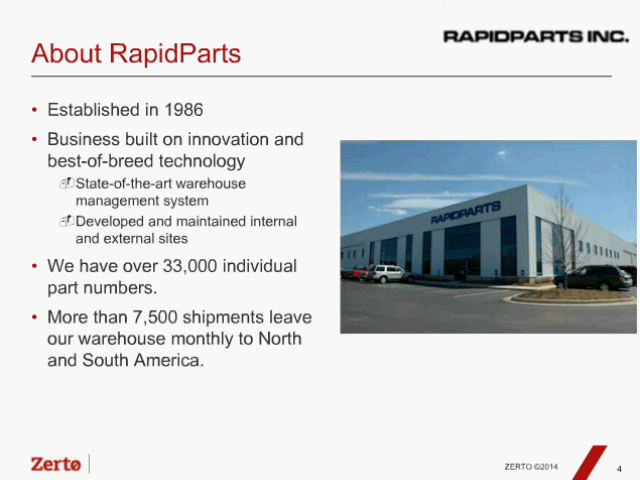 RAPIDPARTS INC.
About RapidParts
• Established in 1986
• Business built on innovation and
best-of-breed technology
State-of-the-art warehouse
management system
Developed and maintained internal
and external sites
• We have over 33,000 individual
part numbers.
• More than 7,500 shipments leave
our warehouse monthly to North
and South America.
RAPIDPARTS
Zerto
ZERTO ©2014
4